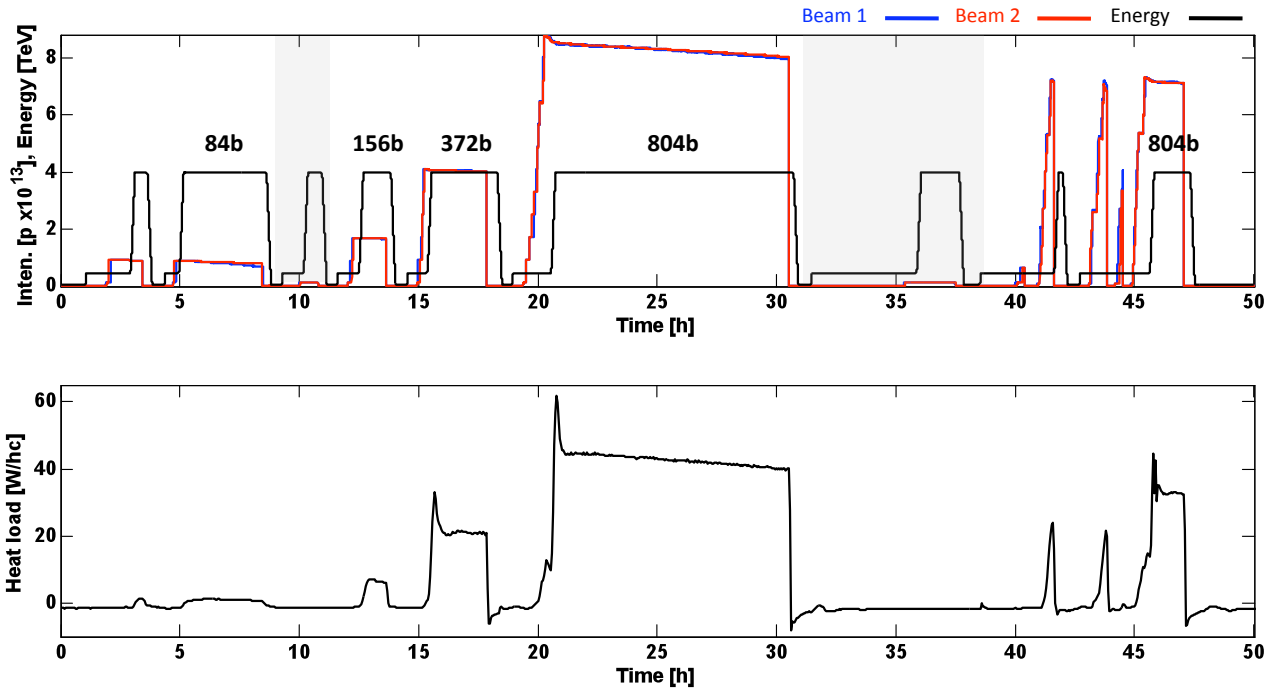 Beam 1 Beam 2 Energy
Inten. [p x10^13], Energy [TeV]
8
6
4
2
0
84b 156b 372b 804b 804b
0 5 10 15 20 25 30 35 40 45 50
Time [h]
Heat load [W/hc]
60
40
20
0
0 5 10 15 20 25 30 35 40 45 50
Time [h]